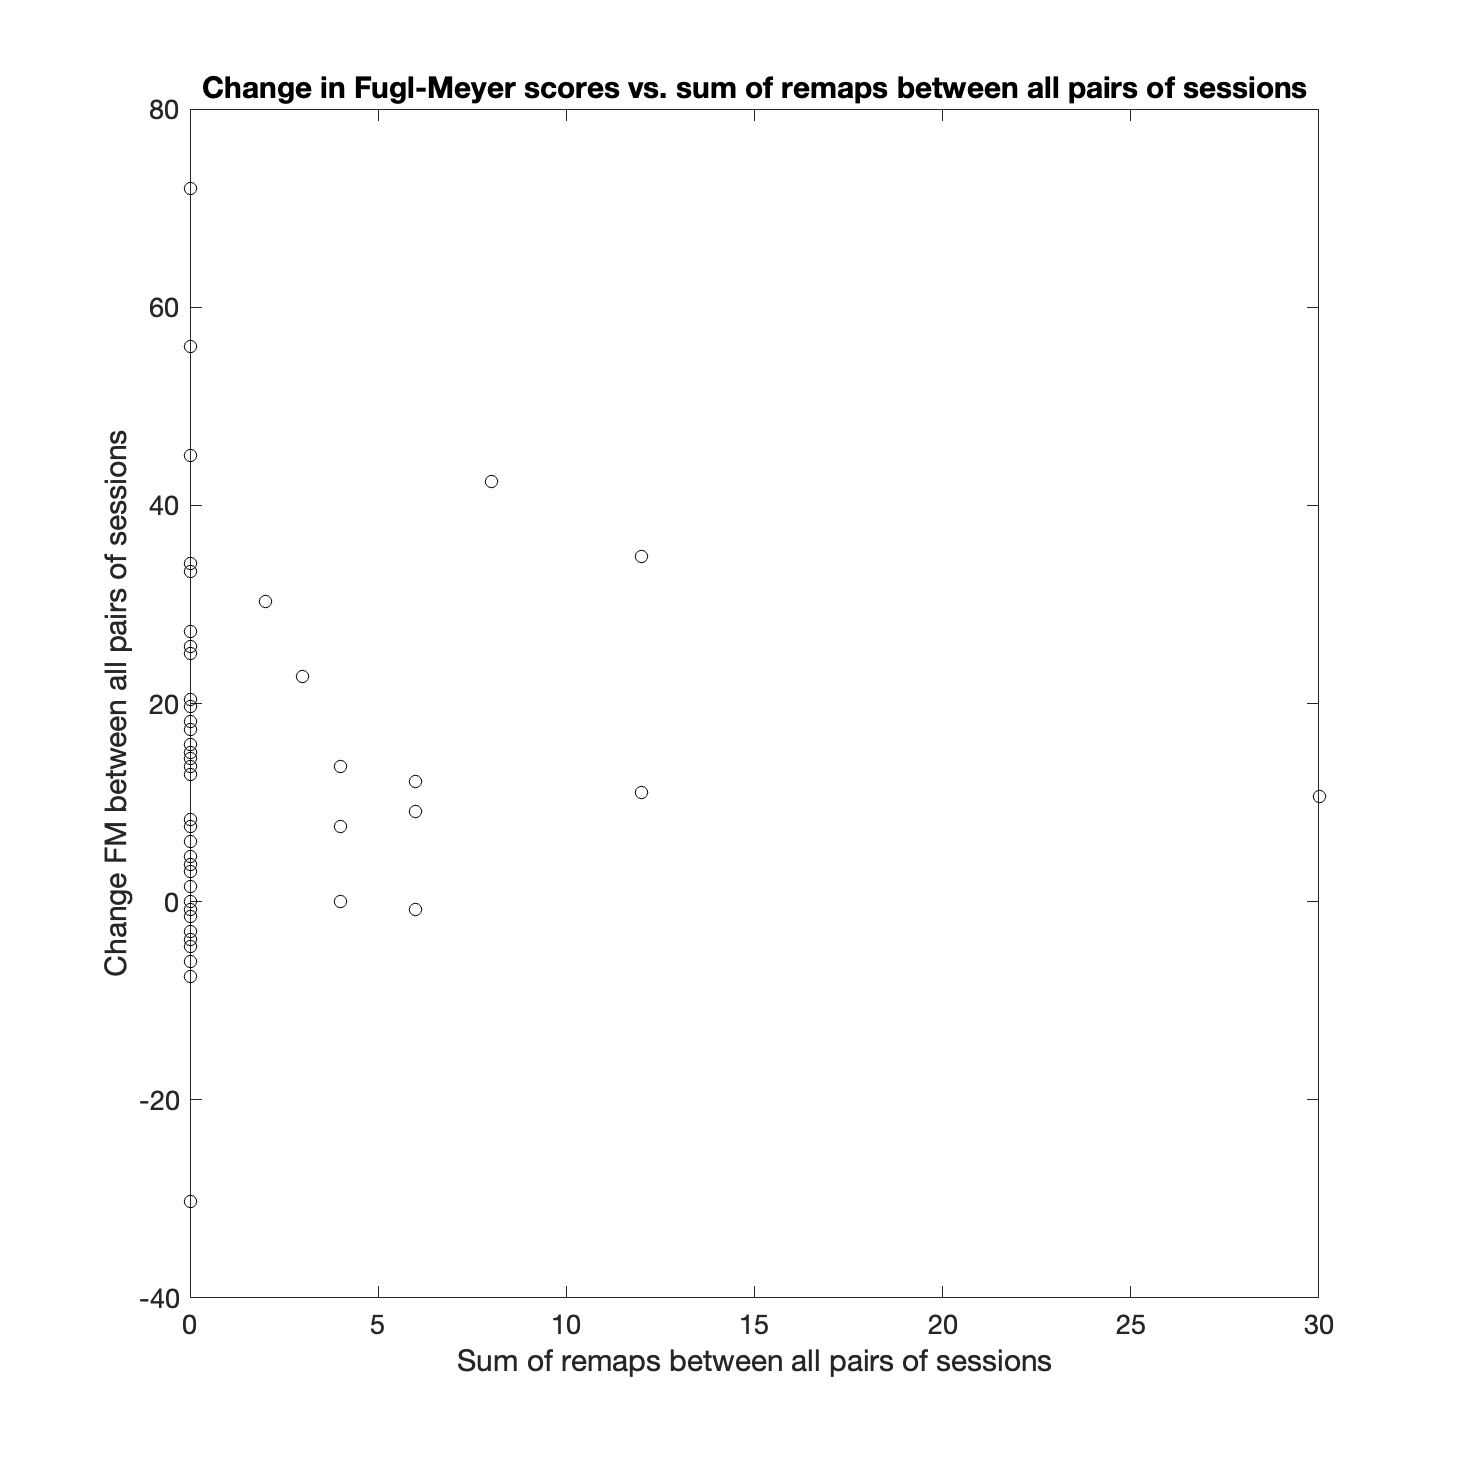 Change in Fugl-Meyer scores vs. sum of remaps between all pairs of sessions
80
60
40
20
0
-20
-40
Change FM between all pairs of sessions
0 5 10 15 20 25 30
Sum of remaps between all pairs of sessions